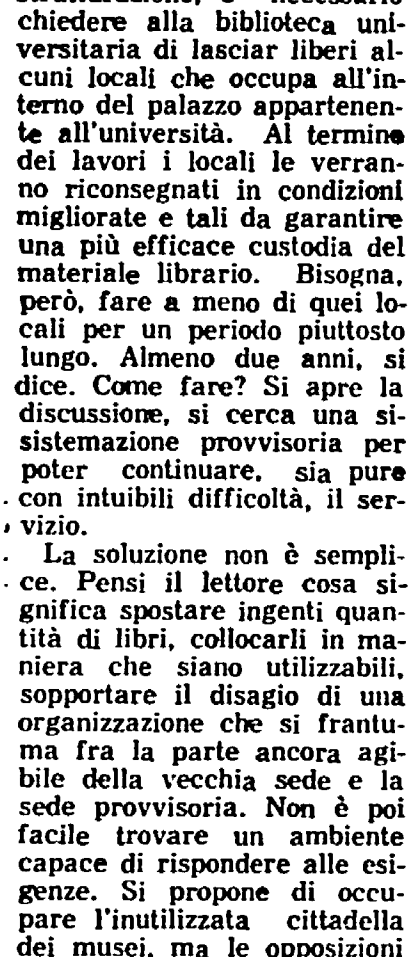 chiedere alla biblioteca uni-
versitaria di lasciar liberi al-
cuni locali che occupa all'in-
terno del palazzo appartenen-
te all'università. Al termine
dei lavori i locali le verran-
no riconsegnati in condizioni
migliorate e tali da garantire
una più efficace custodia del
materiale librario. Bisogna,
però, fare a meno di quei lo-
cali per un periodo piuttosto
lungo. Almeno due anni, si
dice. Come fare? Si apre la
discussione, si cerca una si-
sistemazione provvisoria per
poter continuare, sia pure
con intuibili difficoltà, il ser-
vizio.
La soluzione non è sempli-
ce. Pensi il lettore cosa si-
gnifica spostare ingenti quan-
tità di libri, collocarli in ma-
niera che siano utilizzabili,
sopportare il disagio di una
organizzazione che si frantu-
ma fra la parte ancora agi-
bile della vecchia sede e la
sede provvisoria. Non è poi
facile trovare un ambiente
capace di rispondere alle esi-
genze. Si propone di occu-
pare l'inutilizzata cittadella
dei musei, ma le opposizioni